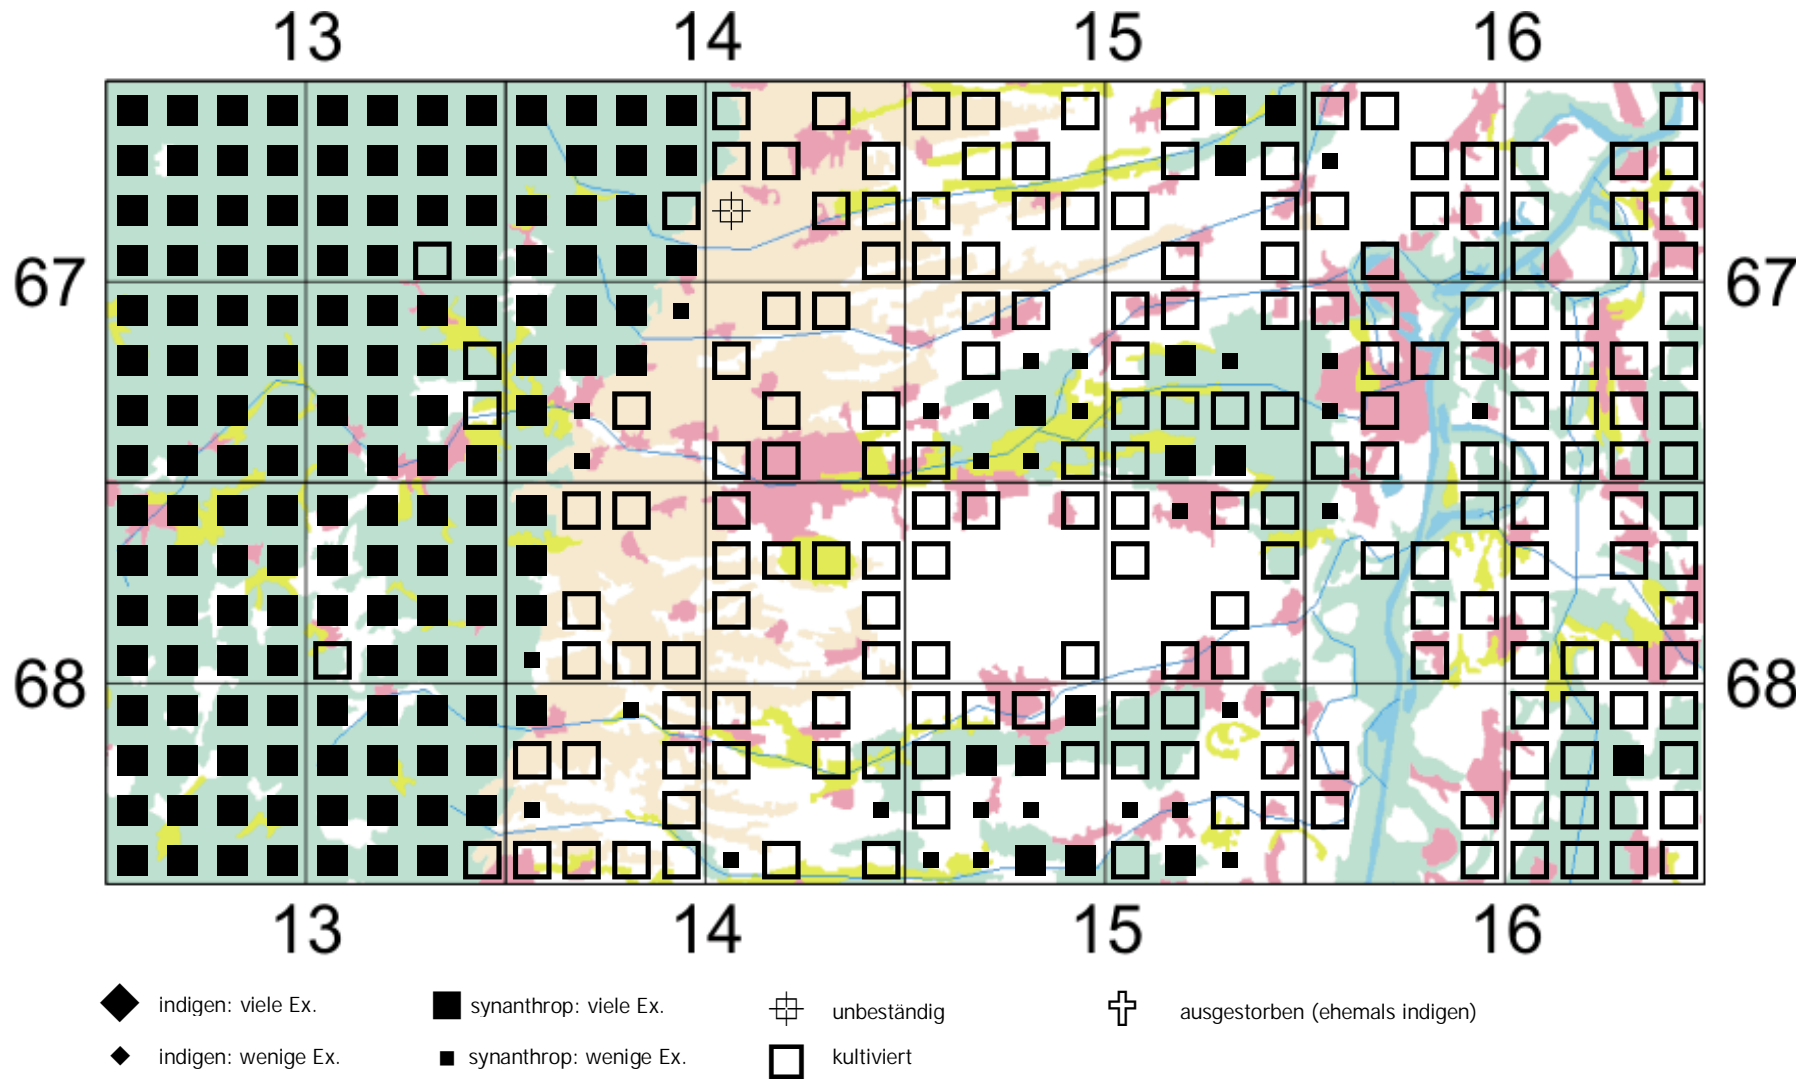 13 14 15 16
67 67
68 68
13 14 15 16
indigen: viele Ex. synanthrop: viele Ex. unbeständig ausgestorben (ehemals indigen)
indigen: wenige Ex. synanthrop: wenige Ex. kultiviert